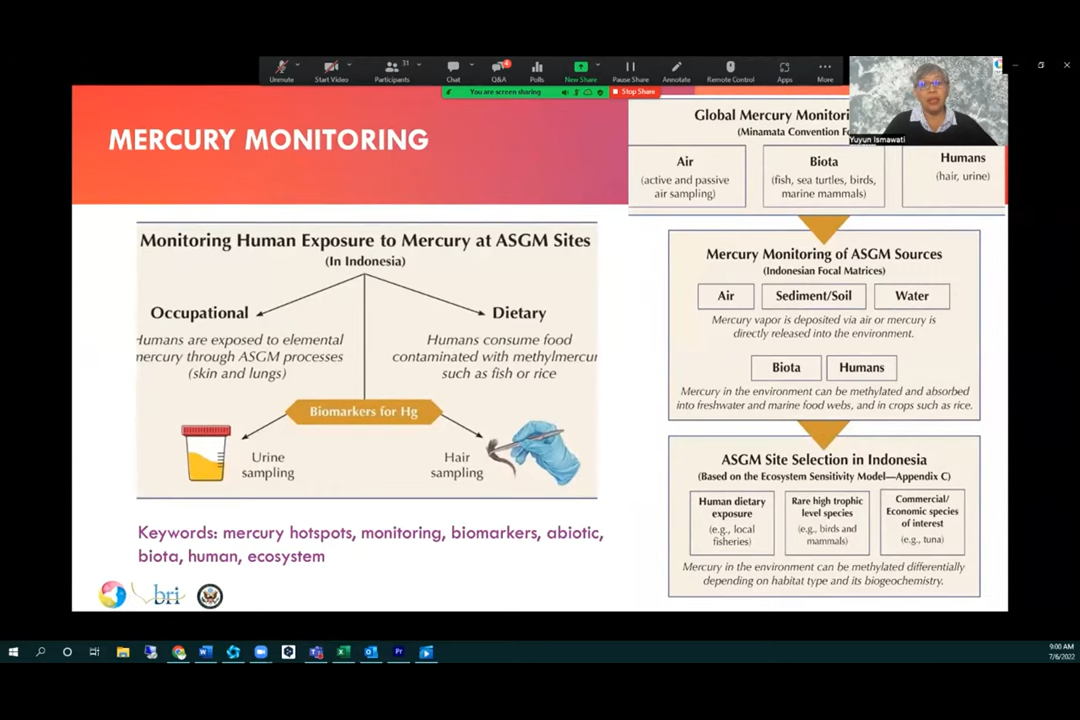 Unmute
Start Video
31
Participants
Chat
4
Q&A
Polls
New Share
Pause Share
Annotate
Remote Control
Apps
More
You are screen sharing
Stop Share
Yuyun Ismawati
MERCURY MONITORING
Monitoring Human Exposure to Mercury at ASGM Sites
(In Indonesia)
Occupational
Humans are exposed to elemental
mercury through ASGM processes
(skin and lungs)
Dietary
Humans consume food
contaminated with methylmercur
such as fish or rice
Biomarkers for Hg
Urine
sampling
Hair
sampling
Keywords: mercury hotspots, monitoring, biomarkers, abiotic,
biota, human, ecosystem
bri
Global Mercury Monitori
(Minamata Convention Fo
Air
(active and passive
air sampling)
Biota
(fish, sea turtles, birds,
marine mammals)
Humans
(hair, urine)
Mercury Monitoring of ASGM Sources
(Indonesian Focal Matrices)
Air
Sediment/Soil
Water
Mercury vapor is deposited via air or mercury is
directly released into the environment.
Biota
Humans
Mercury in the environment can be methylated and absorbed
into freshwater and marine food webs, and in crops such as rice.
ASGM Site Selection in Indonesia
(Based on the Ecosystem Sensitivity Model—Appendix C)
Human dietary
exposure
(e.g., local
fisheries)
Rare high trophic
level species
(e.g., birds and
mammals)
Commercial/
Economic species
of interest
(e.g., tuna)
Mercury in the environment can be methylated differentially
depending on habitat type and its biogeochemistry.
9:00 AM
7/6/2022